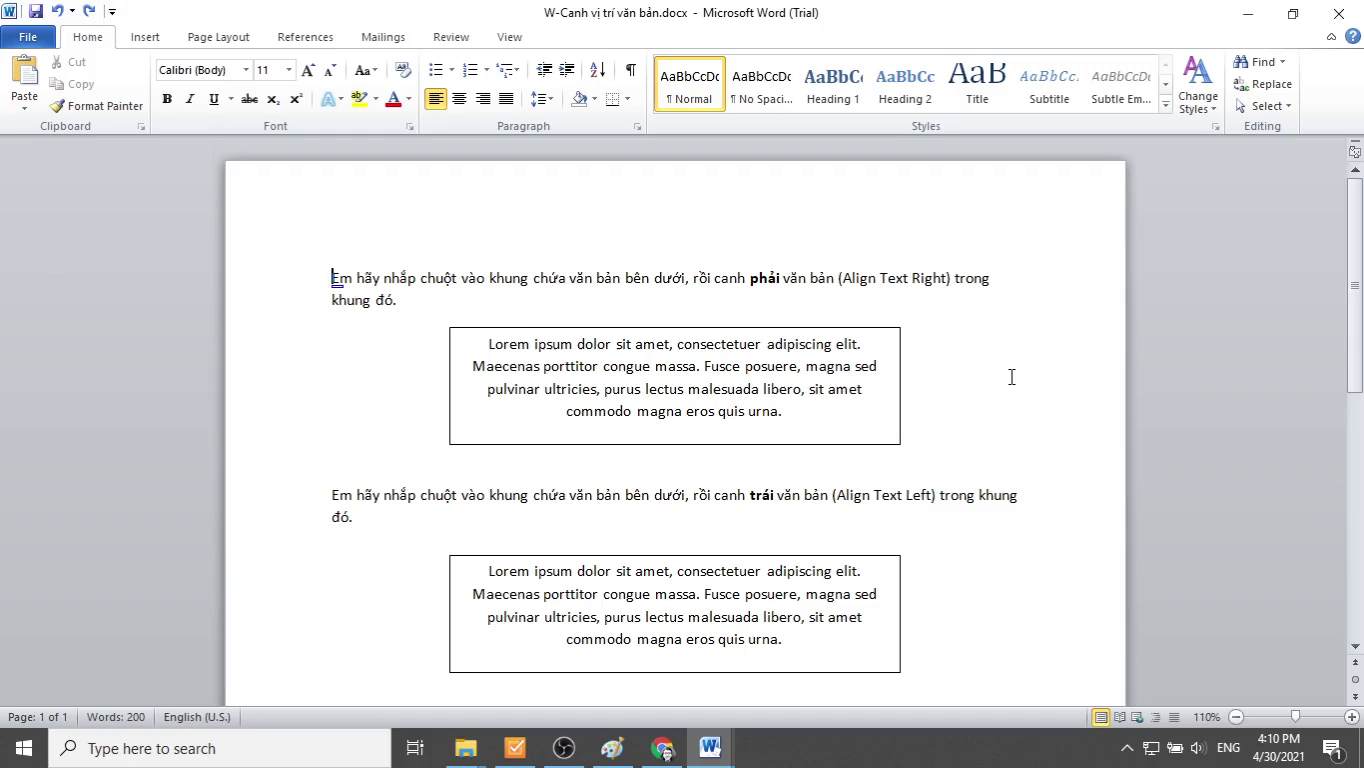 W-Canh vị trí văn bản.docx - Microsoft Word (Trial)
File Home Insert Page Layout References Mailings Review View
Paste
Cut
Copy
Format Painter
Clipboard
Calibri (Body) 11
Font
Paragraph
AaBbCcDc AaBbCcDc AaBbC AaBbCc AaB AaBbCc. AaBbCcDc
¶ Normal ¶ No Spaci... Heading 1 Heading 2 Title Subtitle Subtle Em...
Styles
Change
Styles
Find
Replace
Select
Editing
Em hãy nhắp chuột vào khung chứa văn bản bên dưới, rồi canh phải văn bản (Align Text Right) trong
khung đó.
Lorem ipsum dolor sit amet, consectetuer adipiscing elit.
Maecenas porttitor congue massa. Fusce posuere, magna sed
pulvinar ultricies, purus lectus malesuada libero, sit amet
commodo magna eros quis urna.
Em hãy nhắp chuột vào khung chứa văn bản bên dưới, rồi canh trái văn bản (Align Text Left) trong khung
đó.
Lorem ipsum dolor sit amet, consectetuer adipiscing elit.
Maecenas porttitor congue massa. Fusce posuere, magna sed
pulvinar ultricies, purus lectus malesuada libero, sit amet
commodo magna eros quis urna.
Page: 1 of 1 Words: 200 English (U.S.) 110%
Type here to search
ENG
4:10 PM
4/30/2021